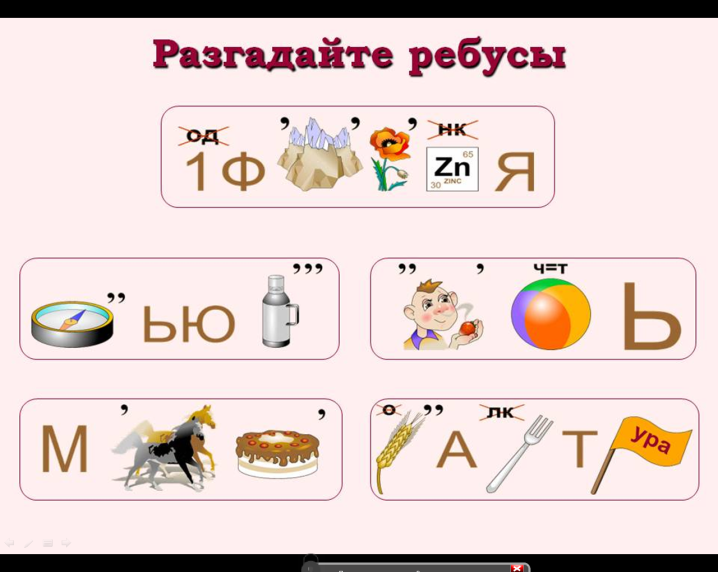 Разгадайте ребусы
од , , , нк
1Ф Zn 65 30 ZINC Я
,, ЬЮ ,,,
,, , ч=т Ь
М , ,
о ,, А лк Т ура